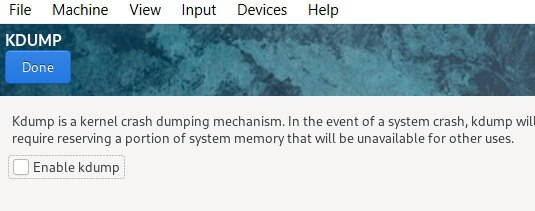 File Machine View Input Devices Help
KDUMP
Done
Kdump is a kernel crash dumping mechanism. In the event of a system crash, kdump will
require reserving a portion of system memory that will be unavailable for other uses.
Enable kdump